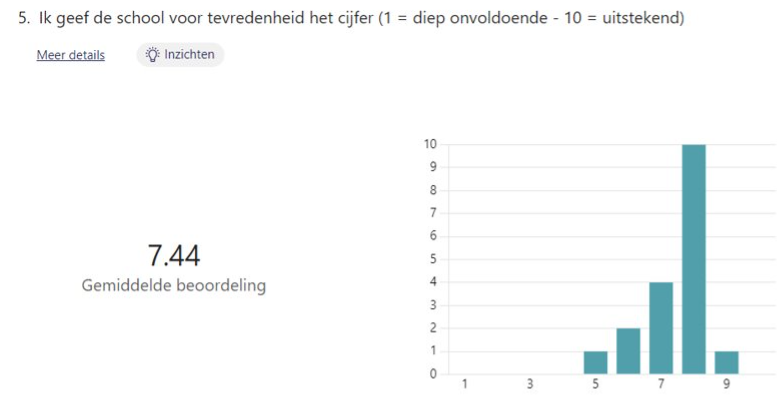 5. Ik geef de school voor tevredenheid het cijfer (1 = diep onvoldoende - 10 = uitstekend)
Meer details
Inzichten
7.44
Gemiddelde beoordeling
10
9
8
7
6
5
4
3
2
1
0
1 3 5 7 9